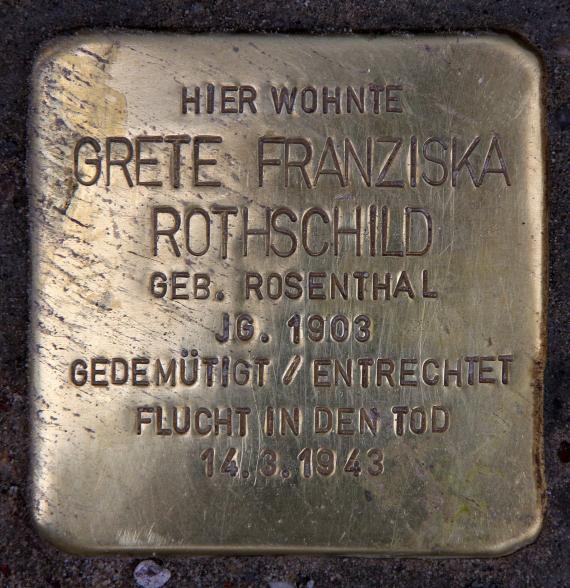 HIER WOHNTE
GRETE FRANZISKA
ROTHSCHILD
GEB. ROSENTHAL
JG. 1903
GEDEMÜTIGT / ENTRECHTET
FLUCHT IN DEN TOD
14.3.1943